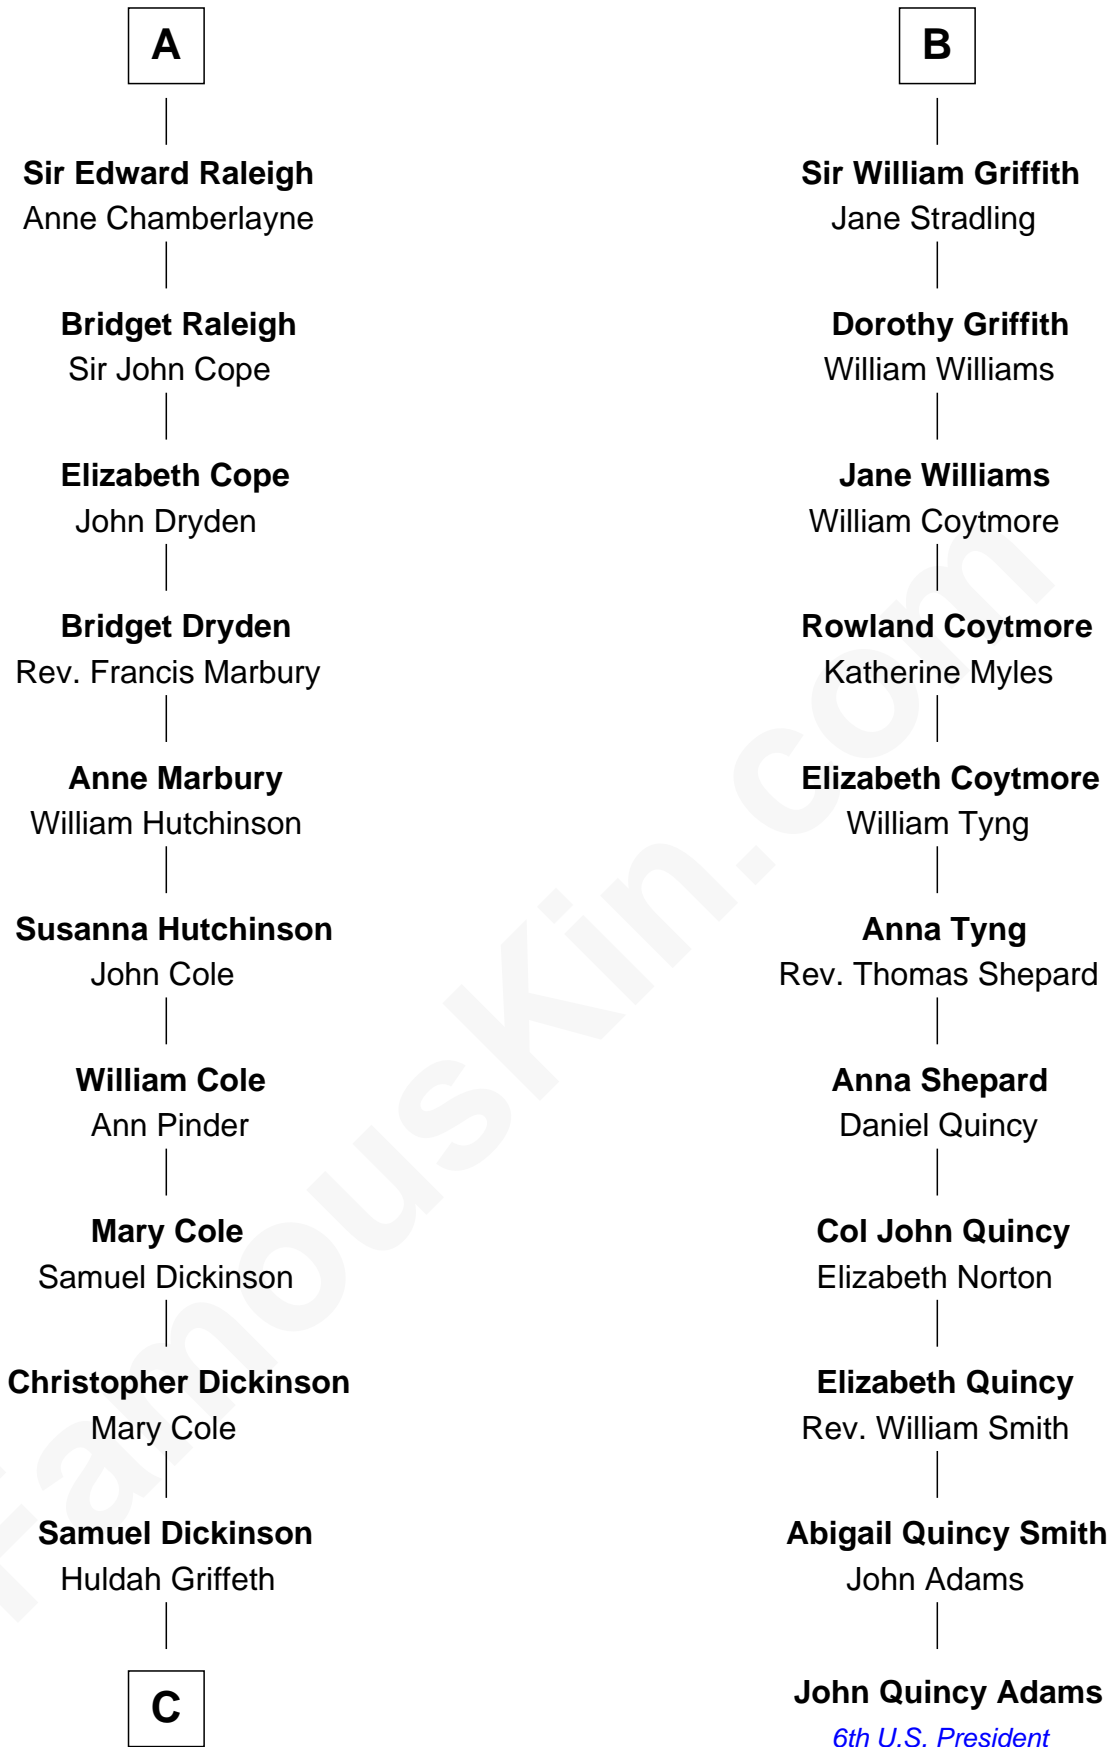 A
Sir Edward Raleigh
Anne Chamberlayne
Bridget Raleigh
Sir John Cope
Elizabeth Cope
John Dryden
Bridget Dryden
Rev. Francis Marbury
Anne Marbury
William Hutchinson
Susanna Hutchinson
John Cole
William Cole
Ann Pinder
Mary Cole
Samuel Dickinson
Christopher Dickinson
Mary Cole
Samuel Dickinson
Huldah Griffeth
C
B
Sir William Griffith
Jane Stradling
Dorothy Griffith
William Williams
Jane Williams
William Coytmore
Rowland Coytmore
Katherine Myles
Elizabeth Coytmore
William Tyng
Anna Tyng
Rev. Thomas Shepard
Anna Shepard
Daniel Quincy
Col John Quincy
Elizabeth Norton
Elizabeth Quincy
Rev. William Smith
Abigail Quincy Smith
John Adams
John Quincy Adams
6th U.S. President
FamousKin.com